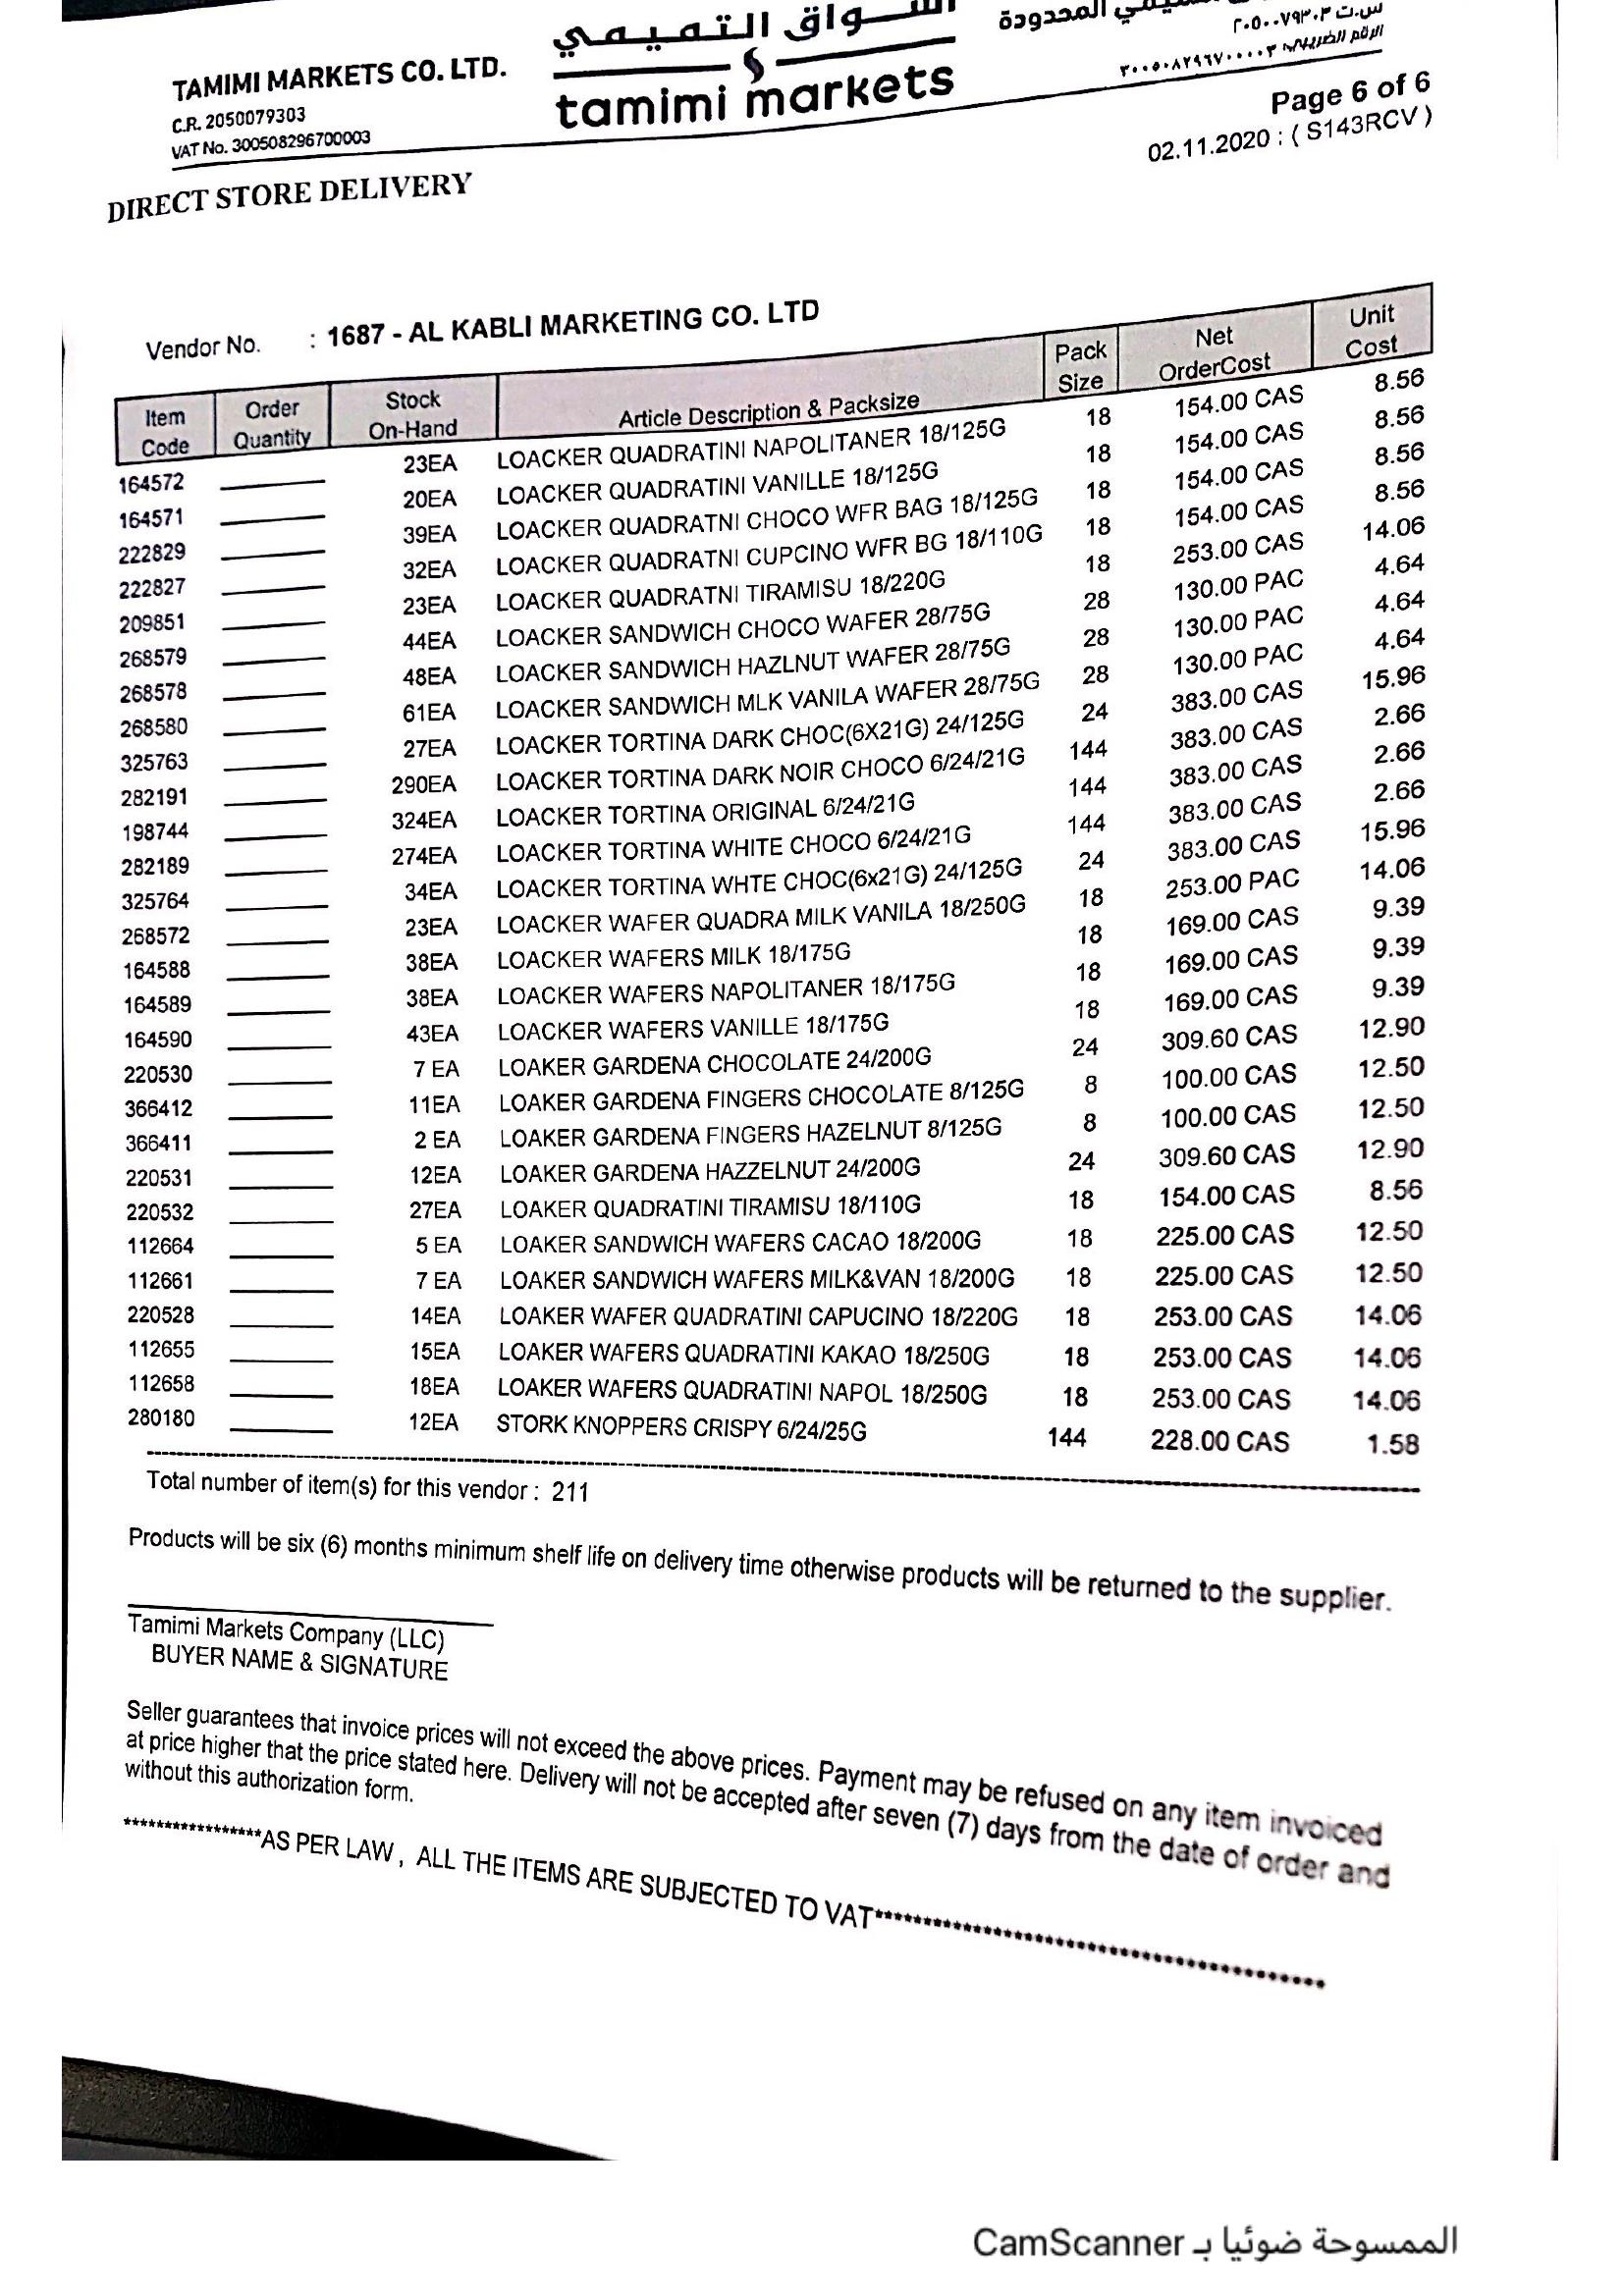 TAMIMI MARKETS CO. LTD.
C.R. 2050079303
VAT No. 300508296700003
التميمي
tamimi markets
المحدودة
س.ت ٢٠٥٠٠٧٩٣٠٣
الرقم الضريبي ٣٠٠٥٠٨٢٩٦٧٠٠٠٠٣
Page 6 of 6
02.11.2020 : ( S143RCV )
DIRECT STORE DELIVERY
Vendor No. : 1687 - AL KABLI MARKETING CO. LTD
Item Code Order Quantity Stock On-Hand Article Description & Packsize Pack Size Net OrderCost Unit Cost
164572 23EA LOACKER QUADRATINI NAPOLITANER 18/125G 18 154.00 CAS 8.56
164571 20EA LOACKER QUADRATINI VANILLE 18/125G 18 154.00 CAS 8.56
222829 39EA LOACKER QUADRATNI CHOCO WFR BAG 18/125G 18 154.00 CAS 8.56
222827 32EA LOACKER QUADRATNI CUPCINO WFR BG 18/110G 18 154.00 CAS 8.56
209851 23EA LOACKER QUADRATNI TIRAMISU 18/220G 18 253.00 CAS 14.06
268579 44EA LOACKER SANDWICH CHOCO WAFER 28/75G 28 130.00 PAC 4.64
268578 48EA LOACKER SANDWICH HAZLNUT WAFER 28/75G 28 130.00 PAC 4.64
268580 61EA LOACKER SANDWICH MLK VANILA WAFER 28/75G 28 130.00 PAC 4.64
325763 27EA LOACKER TORTINA DARK CHOC(6X21G) 24/125G 24 383.00 CAS 15.96
282191 290EA LOACKER TORTINA DARK NOIR CHOCO 6/24/21G 144 383.00 CAS 2.66
198744 324EA LOACKER TORTINA ORIGINAL 6/24/21G 144 383.00 CAS 2.66
282189 274EA LOACKER TORTINA WHITE CHOCO 6/24/21G 144 383.00 CAS 2.66
325764 34EA LOACKER TORTINA WHTE CHOC(6x21G) 24/125G 24 383.00 CAS 15.96
268572 23EA LOACKER WAFER QUADRA MILK VANILA 18/250G 18 253.00 PAC 14.06
164588 38EA LOACKER WAFERS MILK 18/175G 18 169.00 CAS 9.39
164589 38EA LOACKER WAFERS NAPOLITANER 18/175G 18 169.00 CAS 9.39
164590 43EA LOACKER WAFERS VANILLE 18/175G 18 169.00 CAS 9.39
220530 7 EA LOAKER GARDENA CHOCOLATE 24/200G 24 309.60 CAS 12.90
366412 11EA LOAKER GARDENA FINGERS CHOCOLATE 8/125G 8 100.00 CAS 12.50
366411 2 EA LOAKER GARDENA FINGERS HAZELNUT 8/125G 8 100.00 CAS 12.50
220531 12EA LOAKER GARDENA HAZZELNUT 24/200G 24 309.60 CAS 12.90
220532 27EA LOAKER QUADRATINI TIRAMISU 18/110G 18 154.00 CAS 8.56
112664 5 EA LOAKER SANDWICH WAFERS CACAO 18/200G 18 225.00 CAS 12.50
112661 7 EA LOAKER SANDWICH WAFERS MILK&VAN 18/200G 18 225.00 CAS 12.50
220528 14EA LOAKER WAFER QUADRATINI CAPUCINO 18/220G 18 253.00 CAS 14.06
112655 15EA LOAKER WAFERS QUADRATINI KAKAO 18/250G 18 253.00 CAS 14.06
112658 18EA LOAKER WAFERS QUADRATINI NAPOL 18/250G 18 253.00 CAS 14.06
280180 12EA STORK KNOPPERS CRISPY 6/24/25G 144 228.00 CAS 1.58
Total number of item(s) for this vendor : 211
Products will be six (6) months minimum shelf life on delivery time otherwise products will be returned to the supplier.
Tamimi Markets Company (LLC)
BUYER NAME & SIGNATURE
Seller guarantees that invoice prices will not exceed the above prices. Payment may be refused on any item invoiced
at price higher that the price stated here. Delivery will not be accepted after seven (7) days from the date of order and
without this authorization form.
*****************AS PER LAW , ALL THE ITEMS ARE SUBJECTED TO VAT**************************************************
الممسوحة ضوئيا بـ CamScanner